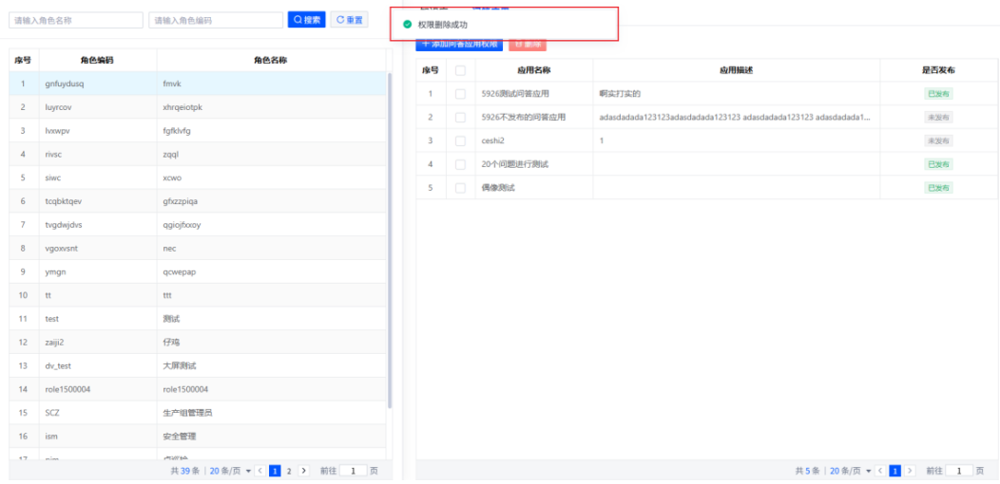 请输入角色名称 请输入角色编码 搜索 重置
序号 角色编码 角色名称
1 gnfuydusq fmvk
2 luyrcov xhrqeiotpk
3 lvxwpv fgfklvfg
4 rivsc zqql
5 siwc xcwo
6 tcqbktqev gfxzzpiqa
7 tvgdwjdvs qgiojfxxoy
8 vgoxvsnt nec
9 ymgn qcwepap
10 tt ttt
11 test 测试
12 zaiji2 仔鸡
13 dv_test 大屏测试
14 role1500004 role1500004
15 SCZ 生产组管理员
16 ism 安全管理
17
共 39 条 20 条/页 1 2 前往 1 页
权限删除成功
添加问答应用权限 删除
序号 应用名称 应用描述 是否发布
1 5926测试问答应用 啊实打实的 已发布
2 5926不发布的问答应用 adasdadada123123adasdadada123123 adasdadada123123 adasdadada1... 未发布
3 ceshi2 1 未发布
4 20个问题进行测试 已发布
5 偶像测试 已发布
共 5 条 20 条/页 1 前往 1 页